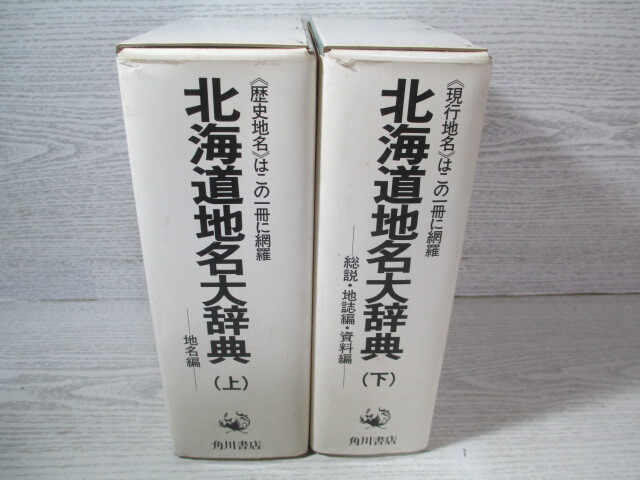 《歴史地名》はこの一冊に網羅
北海道地名大辞典(上)
―地名編―
角川書店
《現行地名》はこの一冊に網羅
北海道地名大辞典(下)
―総説・地誌編・資料編―
角川書店